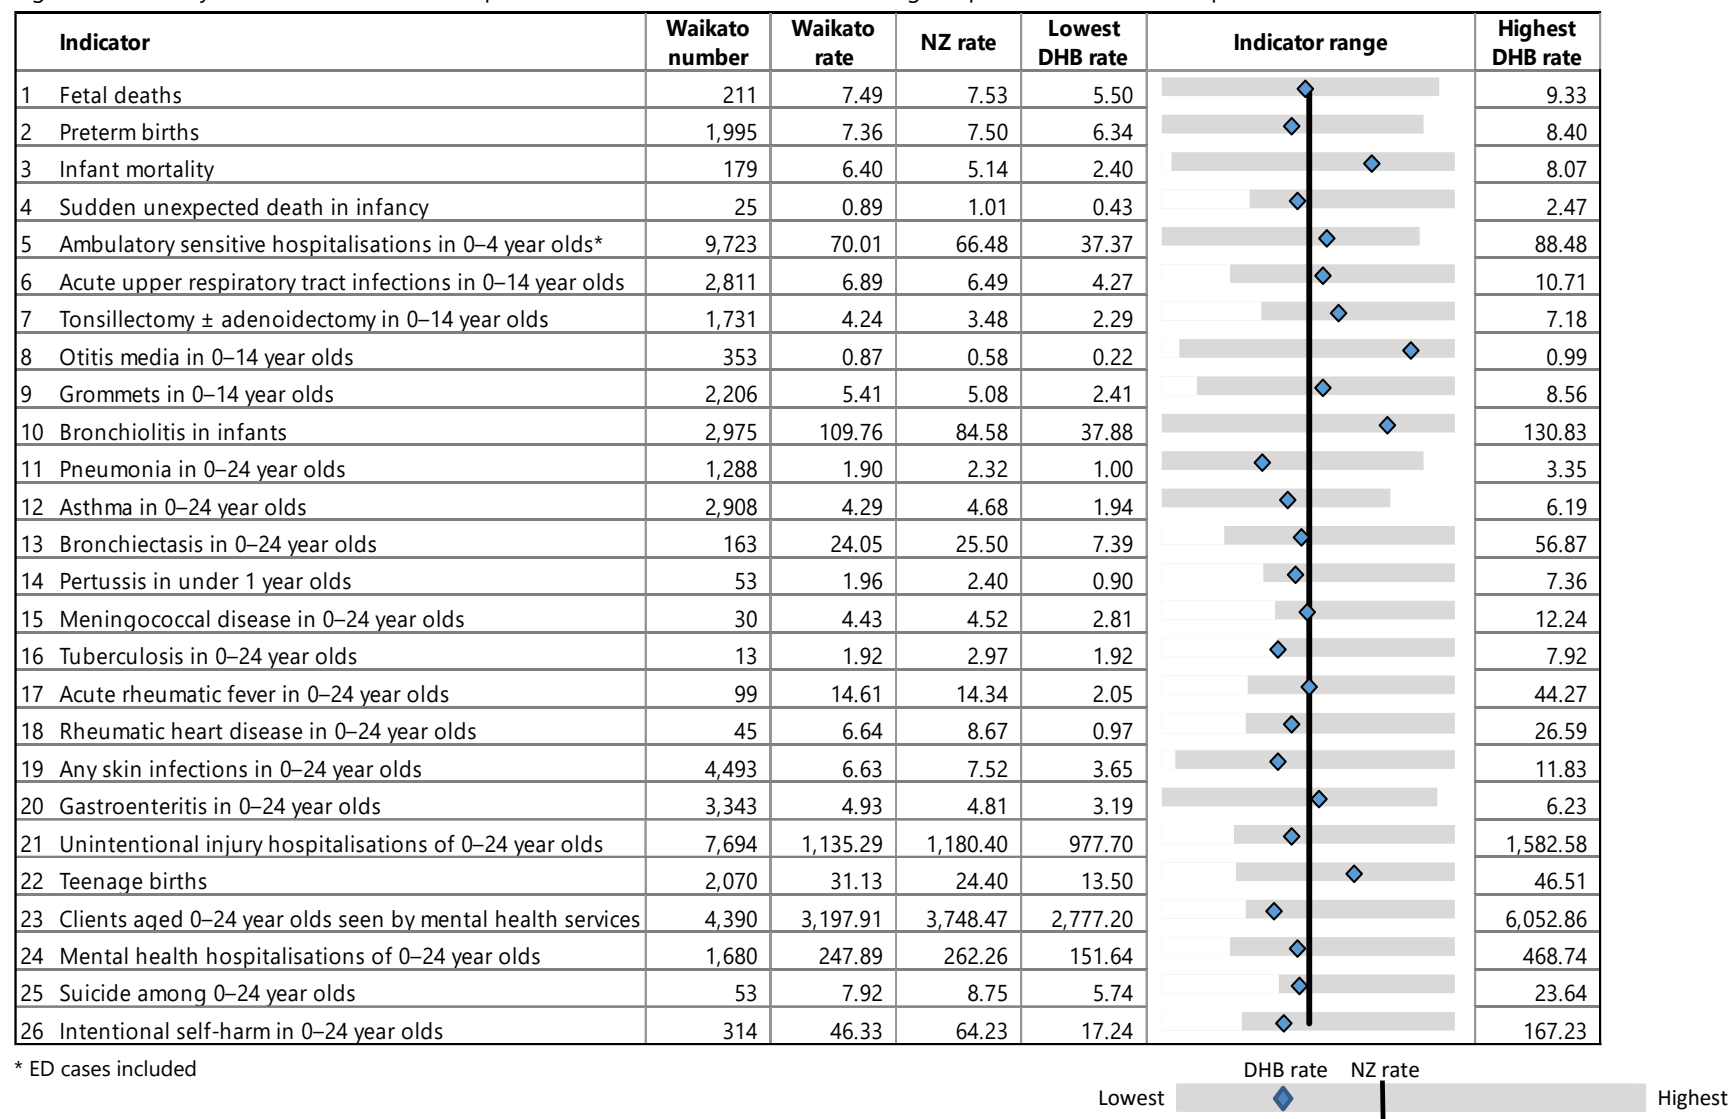 Indicator Waikato number Waikato rate NZ rate Lowest DHB rate Indicator range Highest DHB rate
1 Fetal deaths 211 7.49 7.53 5.50 9.33
2 Preterm births 1,995 7.36 7.50 6.34 8.40
3 Infant mortality 179 6.40 5.14 2.40 8.07
4 Sudden unexpected death in infancy 25 0.89 1.01 0.43 2.47
5 Ambulatory sensitive hospitalisations in 0–4 year olds* 9,723 70.01 66.48 37.37 88.48
6 Acute upper respiratory tract infections in 0–14 year olds 2,811 6.89 6.49 4.27 10.71
7 Tonsillectomy ± adenoidectomy in 0–14 year olds 1,731 4.24 3.48 2.29 7.18
8 Otitis media in 0–14 year olds 353 0.87 0.58 0.22 0.99
9 Grommets in 0–14 year olds 2,206 5.41 5.08 2.41 8.56
10 Bronchiolitis in infants 2,975 109.76 84.58 37.88 130.83
11 Pneumonia in 0–24 year olds 1,288 1.90 2.32 1.00 3.35
12 Asthma in 0–24 year olds 2,908 4.29 4.68 1.94 6.19
13 Bronchiectasis in 0–24 year olds 163 24.05 25.50 7.39 56.87
14 Pertussis in under 1 year olds 53 1.96 2.40 0.90 7.36
15 Meningococcal disease in 0–24 year olds 30 4.43 4.52 2.81 12.24
16 Tuberculosis in 0–24 year olds 13 1.92 2.97 1.92 7.92
17 Acute rheumatic fever in 0–24 year olds 99 14.61 14.34 2.05 44.27
18 Rheumatic heart disease in 0–24 year olds 45 6.64 8.67 0.97 26.59
19 Any skin infections in 0–24 year olds 4,493 6.63 7.52 3.65 11.83
20 Gastroenteritis in 0–24 year olds 3,343 4.93 4.81 3.19 6.23
21 Unintentional injury hospitalisations of 0–24 year olds 7,694 1,135.29 1,180.40 977.70 1,582.58
22 Teenage births 2,070 31.13 24.40 13.50 46.51
23 Clients aged 0–24 year olds seen by mental health services 4,390 3,197.91 3,748.47 2,777.20 6,052.86
24 Mental health hospitalisations of 0–24 year olds 1,680 247.89 262.26 151.64 468.74
25 Suicide among 0–24 year olds 53 7.92 8.75 5.74 23.64
26 Intentional self-harm in 0–24 year olds 314 46.33 64.23 17.24 167.23
* ED cases included
DHB rate NZ rate
Lowest Highest